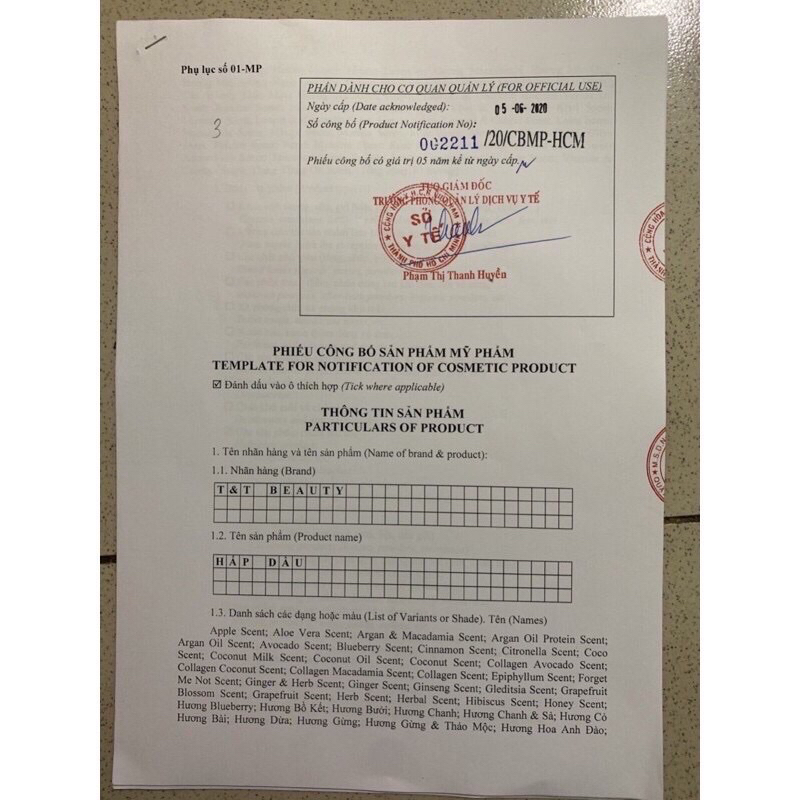 Phụ lục số 01-MP
3
PHẦN DÀNH CHO CƠ QUAN QUẢN LÝ (FOR OFFICIAL USE)
Ngày cấp (Date acknowledged): 05 -06- 2020
Số công bố (Product Notification No):
002211 /20/CBMP-HCM
Phiếu công bố có giá trị 05 năm kể từ ngày cấp.
TUQ.GIÁM ĐỐC
TRƯỞNG PHÒNG QUẢN LÝ DỊCH VỤ Y TẾ
SỞ
Y TẾ
THÀNH PHỐ HỒ CHÍ MINH
Phạm Thị Thanh Huyền
CỘNG HÒA
THÀNH
M.S.D.N
PHIẾU CÔNG BỐ SẢN PHẨM MỸ PHẨM
TEMPLATE FOR NOTIFICATION OF COSMETIC PRODUCT
☑ Đánh dấu vào ô thích hợp (Tick where applicable)
THÔNG TIN SẢN PHẨM
PARTICULARS OF PRODUCT
1. Tên nhãn hàng và tên sản phẩm (Name of brand & product):
1.1. Nhãn hàng (Brand)
T&T BEAUTY
1.2. Tên sản phẩm (Product name)
HẤP DẦU
1.3. Danh sách các dạng hoặc màu (List of Variants or Shade). Tên (Names)
Apple Scent; Aloe Vera Scent; Argan & Macadamia Scent; Argan Oil Protein Scent;
Argan Oil Scent; Avocado Scent; Blueberry Scent; Cinnamon Scent; Citronella Scent; Coco
Scent; Coconut Milk Scent; Coconut Oil Scent; Coconut Scent; Collagen Avocado Scent;
Collagen Coconut Scent; Collagen Macadamia Scent; Collagen Scent; Epiphyllum Scent; Forget
Me Not Scent; Ginger & Herb Scent; Ginger Scent; Ginseng Scent; Gleditsia Scent; Grapefruit
Blossom Scent; Grapefruit Scent; Herb Scent; Herbal Scent; Hibiscus Scent; Honey Scent;
Hương Blueberry; Hương Bồ Kết; Hương Bưởi; Hương Chanh; Hương Chanh & Sả; Hương Cỏ
Hương Bài; Hương Dừa; Hương Gừng; Hương Gừng & Thảo Mộc; Hương Hoa Anh Đào;